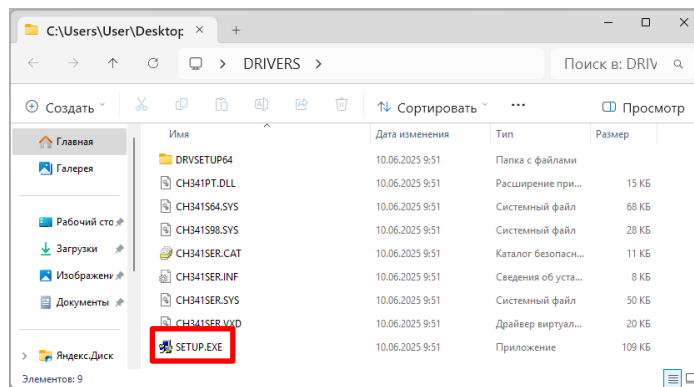 C:\Users\User\Desktop
DRIVERS
Поиск в: DRIV
Создать
Сортировать
Просмотр
Главная
Галерея
Рабочий сто
Загрузки
Изображени
Документы
Яндекс.Диск
Имя Дата изменения Тип Размер
DRVSETUP64 10.06.2025 9:51 Папка с файлами
CH341PT.DLL 10.06.2025 9:51 Расширение при... 15 КБ
CH341S64.SYS 10.06.2025 9:51 Системный файл 68 КБ
CH341S98.SYS 10.06.2025 9:51 Системный файл 28 КБ
CH341SER.CAT 10.06.2025 9:51 Каталог безопасн... 11 КБ
CH341SER.INF 10.06.2025 9:51 Сведения об уста... 8 КБ
CH341SER.SYS 10.06.2025 9:51 Системный файл 50 КБ
CH341SER.VXD 10.06.2025 9:51 Драйвер виртуал... 20 КБ
SETUP.EXE 10.06.2025 9:51 Приложение 109 КБ
Элементов: 9